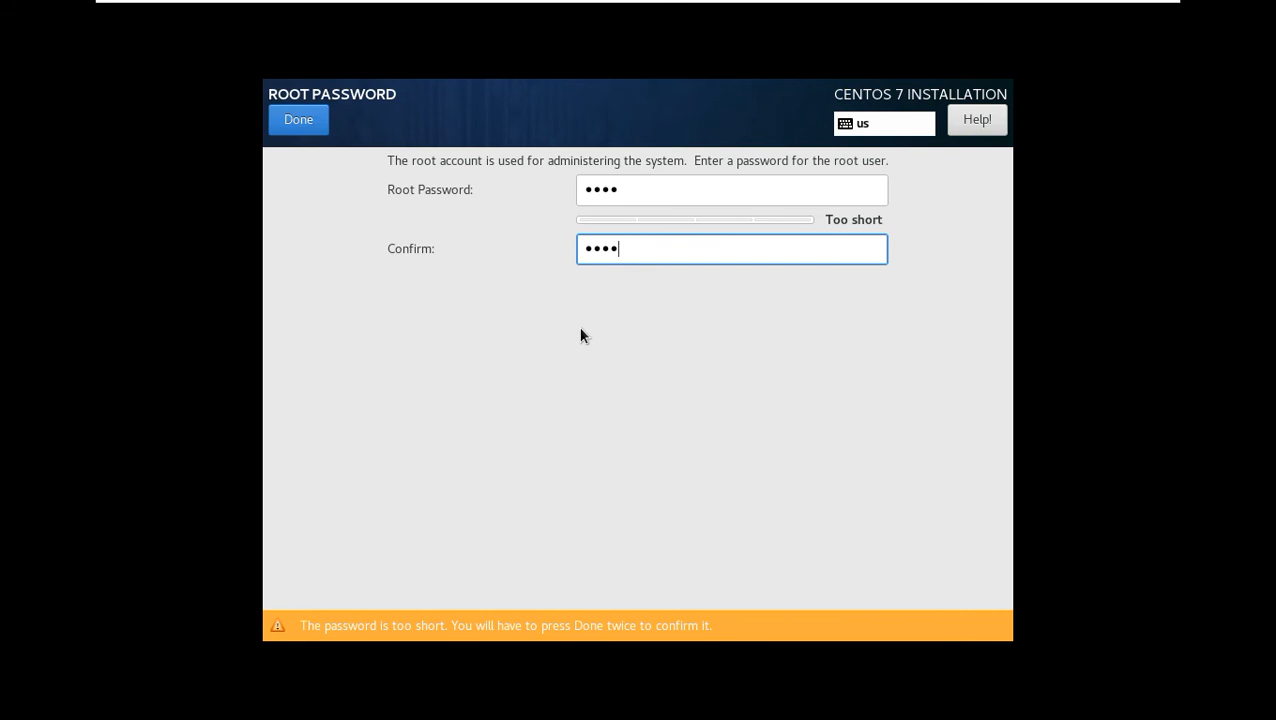 ROOT PASSWORD
CENTOS 7 INSTALLATION
Done
us
Help!
The root account is used for administering the system.  Enter a password for the root user.
Root Password:
••••
Too short
Confirm:
••••
The password is too short. You will have to press Done twice to confirm it.